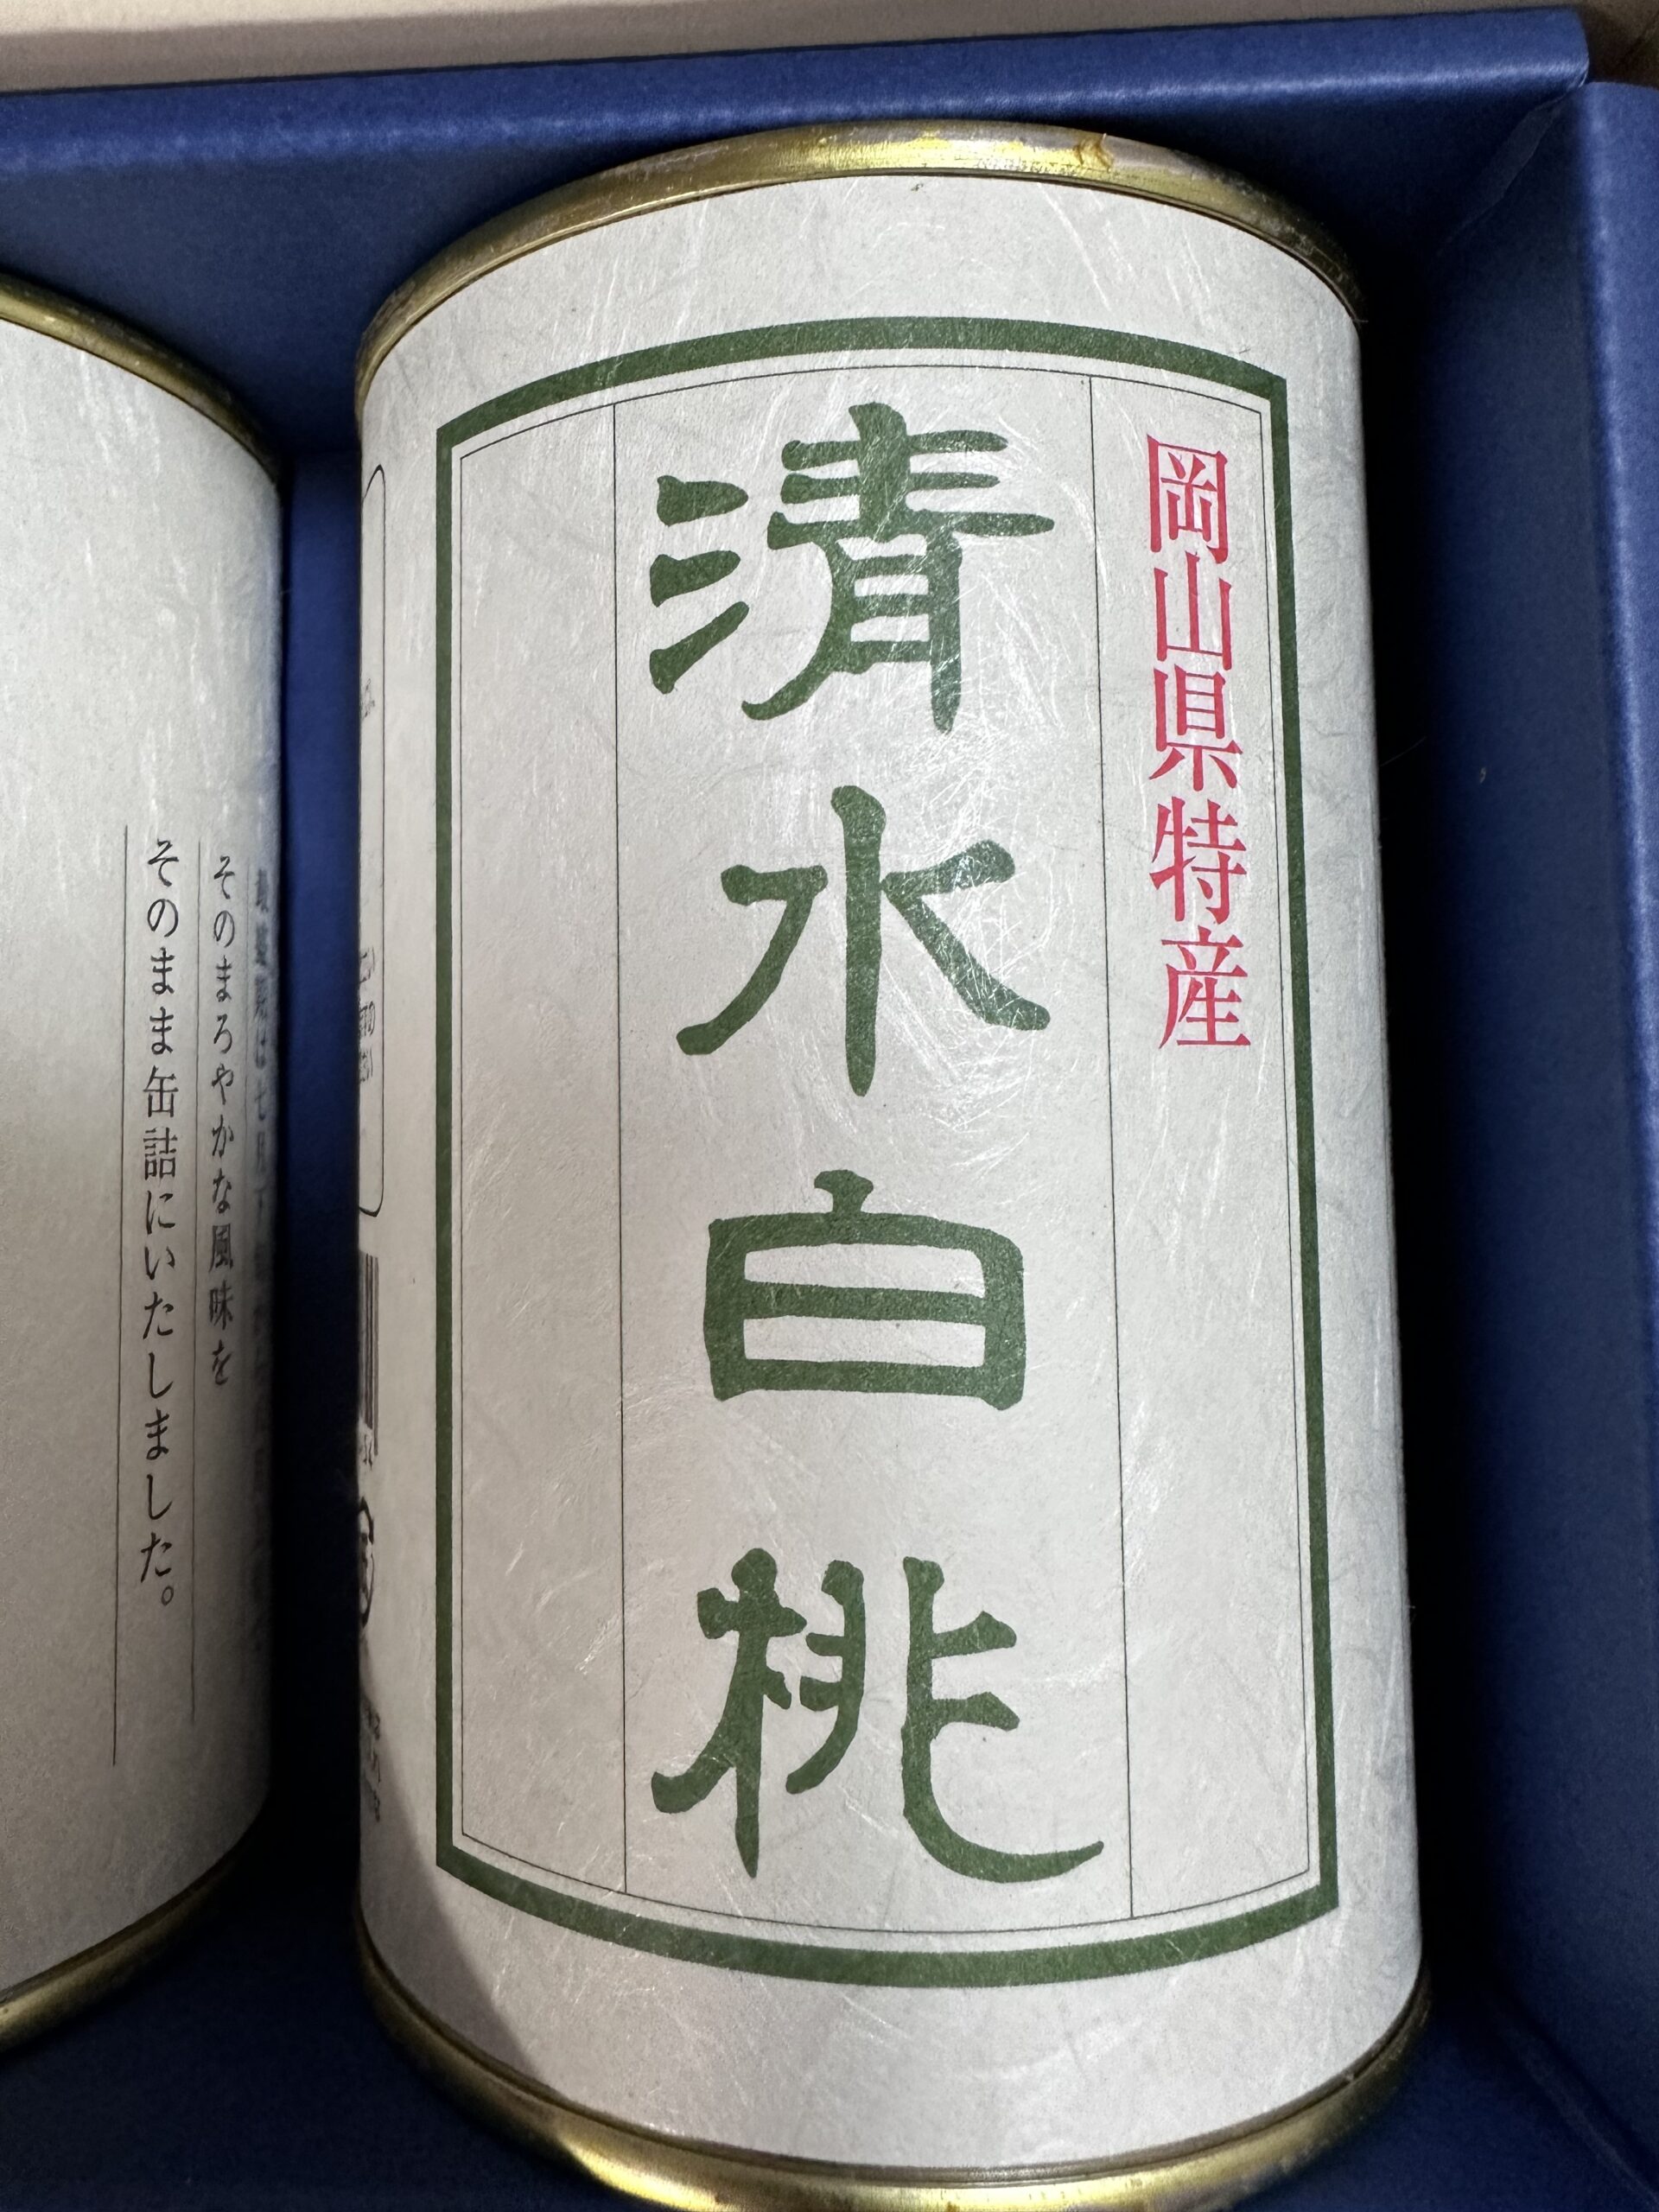 岡山県特産
清水白桃
そのまろやかな風味を
そのまま缶詰にいたしました。